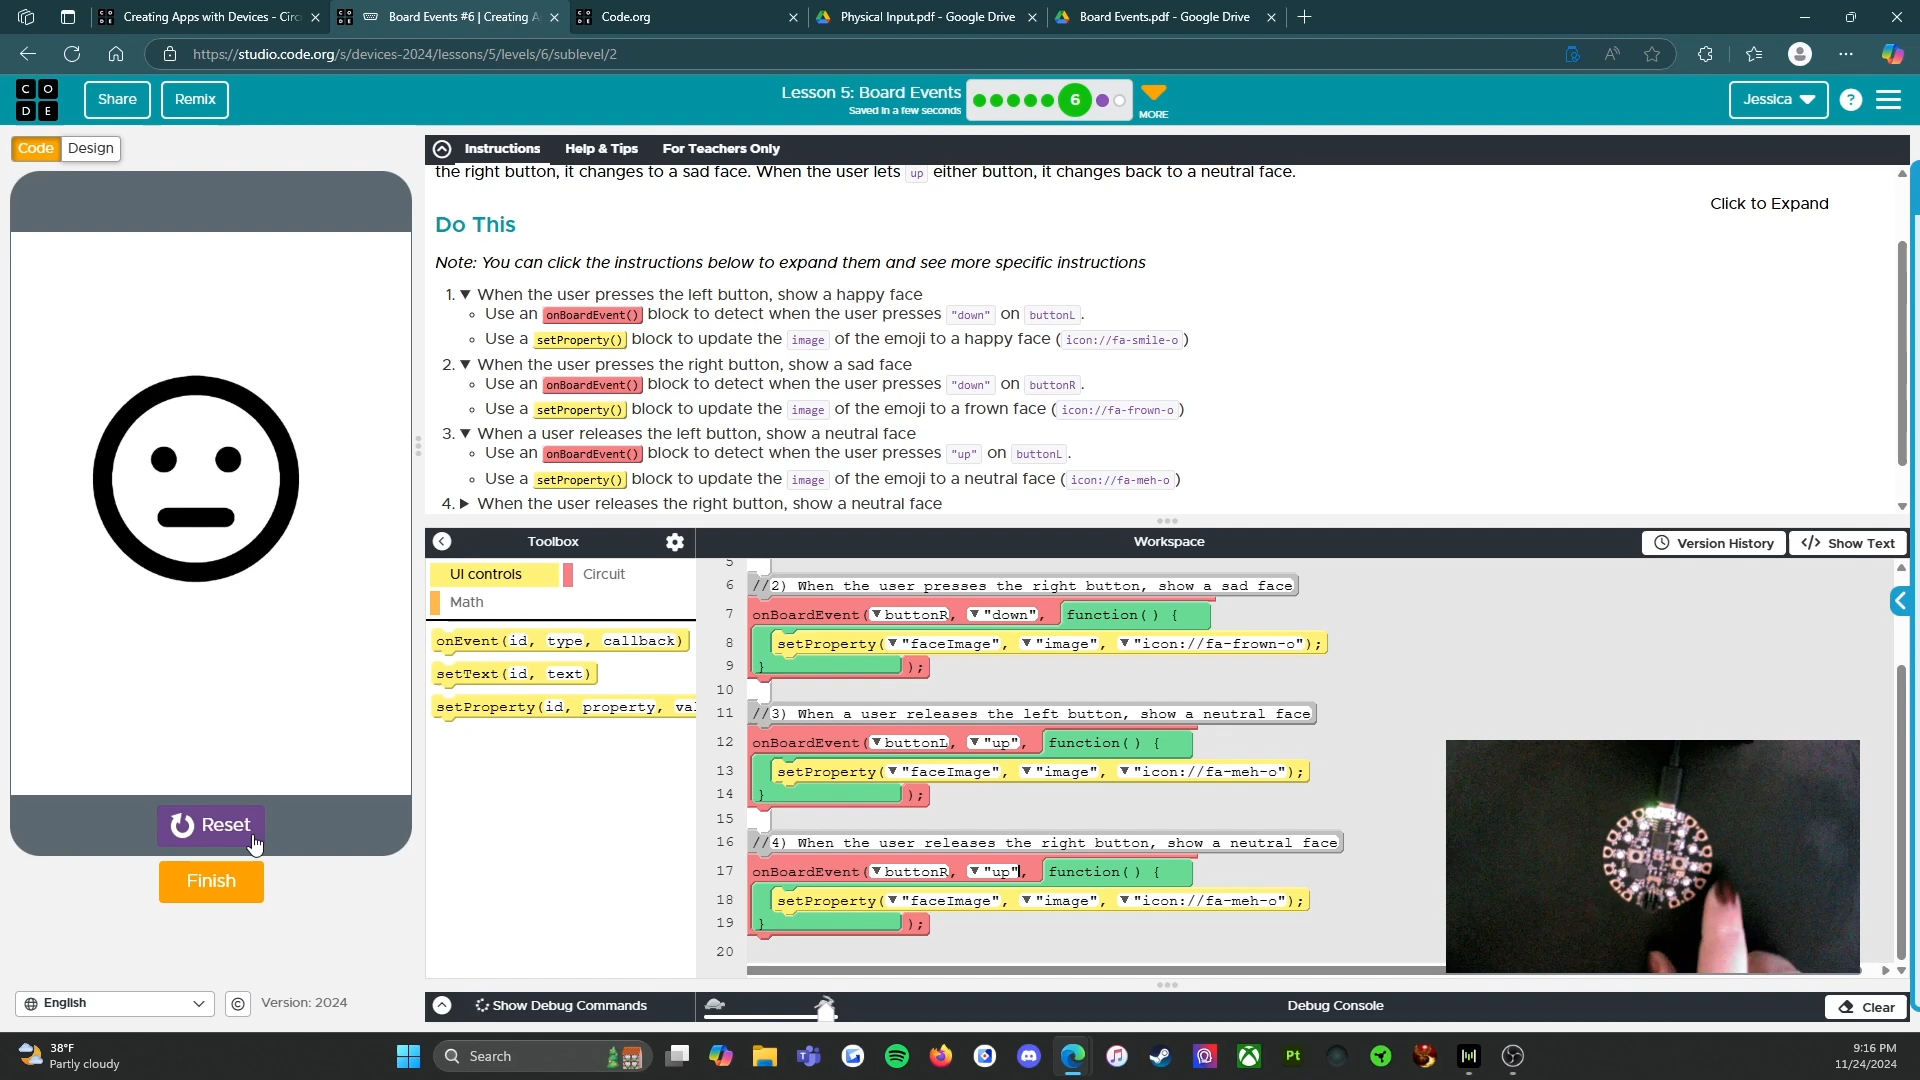 Creating Apps with Devices - Circ
Board Events #6 | Creating A
Code.org
Physical Input.pdf - Google Drive
Board Events.pdf - Google Drive
https://studio.code.org/s/devices-2024/lessons/5/levels/6/sublevel/2
CODE
Share
Remix
Lesson 5: Board Events
Saved in a few seconds
6
MORE
Jessica
?
Code
Design
Instructions
Help & Tips
For Teachers Only
the right button, it changes to a sad face. When the user lets up either button, it changes back to a neutral face.
Click to Expand
Do This
Note: You can click the instructions below to expand them and see more specific instructions
1. ▼ When the user presses the left button, show a happy face
Use an onBoardEvent() block to detect when the user presses "down" on buttonL.
Use a setProperty() block to update the image of the emoji to a happy face (icon://fa-smile-o)
2. ▼ When the user presses the right button, show a sad face
Use an onBoardEvent() block to detect when the user presses "down" on buttonR.
Use a setProperty() block to update the image of the emoji to a frown face (icon://fa-frown-o)
3. ▼ When a user releases the left button, show a neutral face
Use an onBoardEvent() block to detect when the user presses "up" on buttonL.
Use a setProperty() block to update the image of the emoji to a neutral face (icon://fa-meh-o)
4. ▶ When the user releases the right button, show a neutral face
Toolbox
Workspace
Version History
</> Show Text
UI controls
Circuit
Math
onEvent(id, type, callback)
setText(id, text)
setProperty(id, property, val
5
6 //2) When the user presses the right button, show a sad face
7 onBoardEvent(▼buttonR, ▼"down", function() {
8 setProperty(▼"faceImage", ▼"image", ▼"icon://fa-frown-o");
9 } );
10
11 //3) When a user releases the left button, show a neutral face
12 onBoardEvent(▼buttonL, ▼"up", function() {
13 setProperty(▼"faceImage", ▼"image", ▼"icon://fa-meh-o");
14 } );
15
16 //4) When the user releases the right button, show a neutral face
17 onBoardEvent(▼buttonR, ▼"up", function() {
18 setProperty(▼"faceImage", ▼"image", ▼"icon://fa-meh-o");
19 } );
20
Reset
Finish
English
©
Version: 2024
Show Debug Commands
Debug Console
Clear
38°F
Partly cloudy
Search
Pt
9:16 PM
11/24/2024